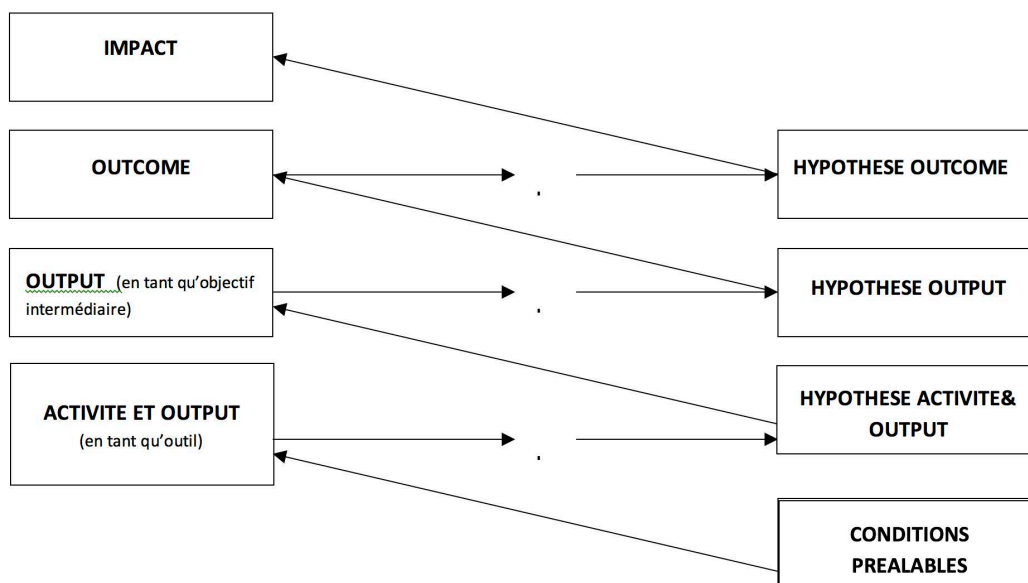 IMPACT
OUTCOME
HYPOTHESE OUTCOME
OUTPUT (en tant qu’objectif
intermédiaire)
HYPOTHESE OUTPUT
ACTIVITE ET OUTPUT
(en tant qu’outil)
HYPOTHESE ACTIVITE&
OUTPUT
CONDITIONS
PREALABLES